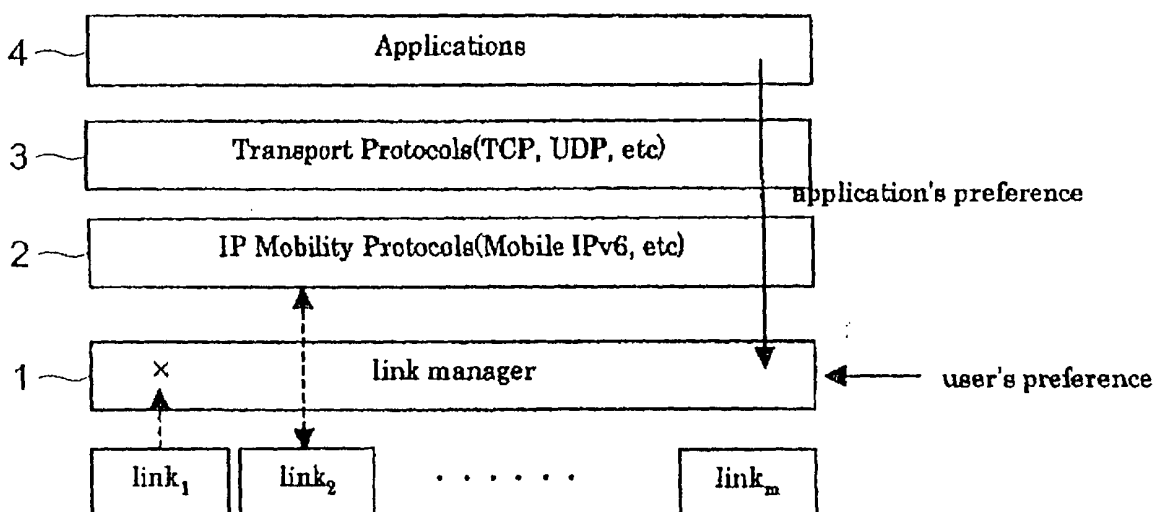 4 Applications
3 Transport Protocols(TCP, UDP, etc)
application's preference
2 IP Mobility Protocols(Mobile IPv6, etc)
1 × link manager
user's preference
link₁ link₂ · · · · · · linkₘ